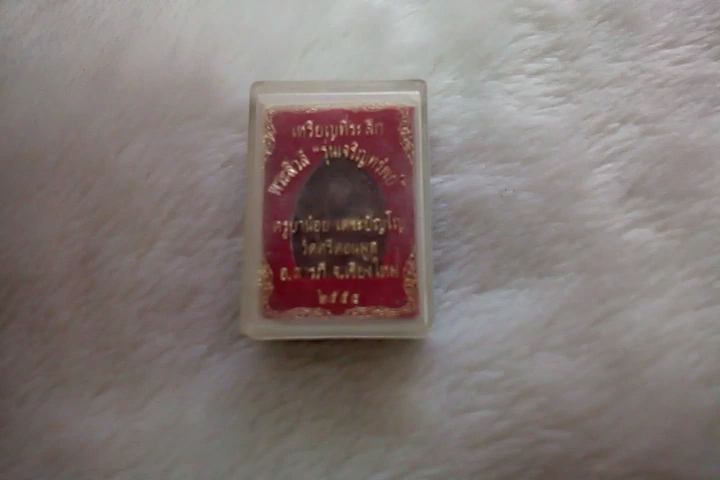 เหรียญที่ระลึก
พระสิวลี "รุ่นเจริญทรัพย์"
ครูบาน้อย เตชะปัญโญ
วัดศรีดอนมูล
อ.สารภี จ.เชียงใหม่